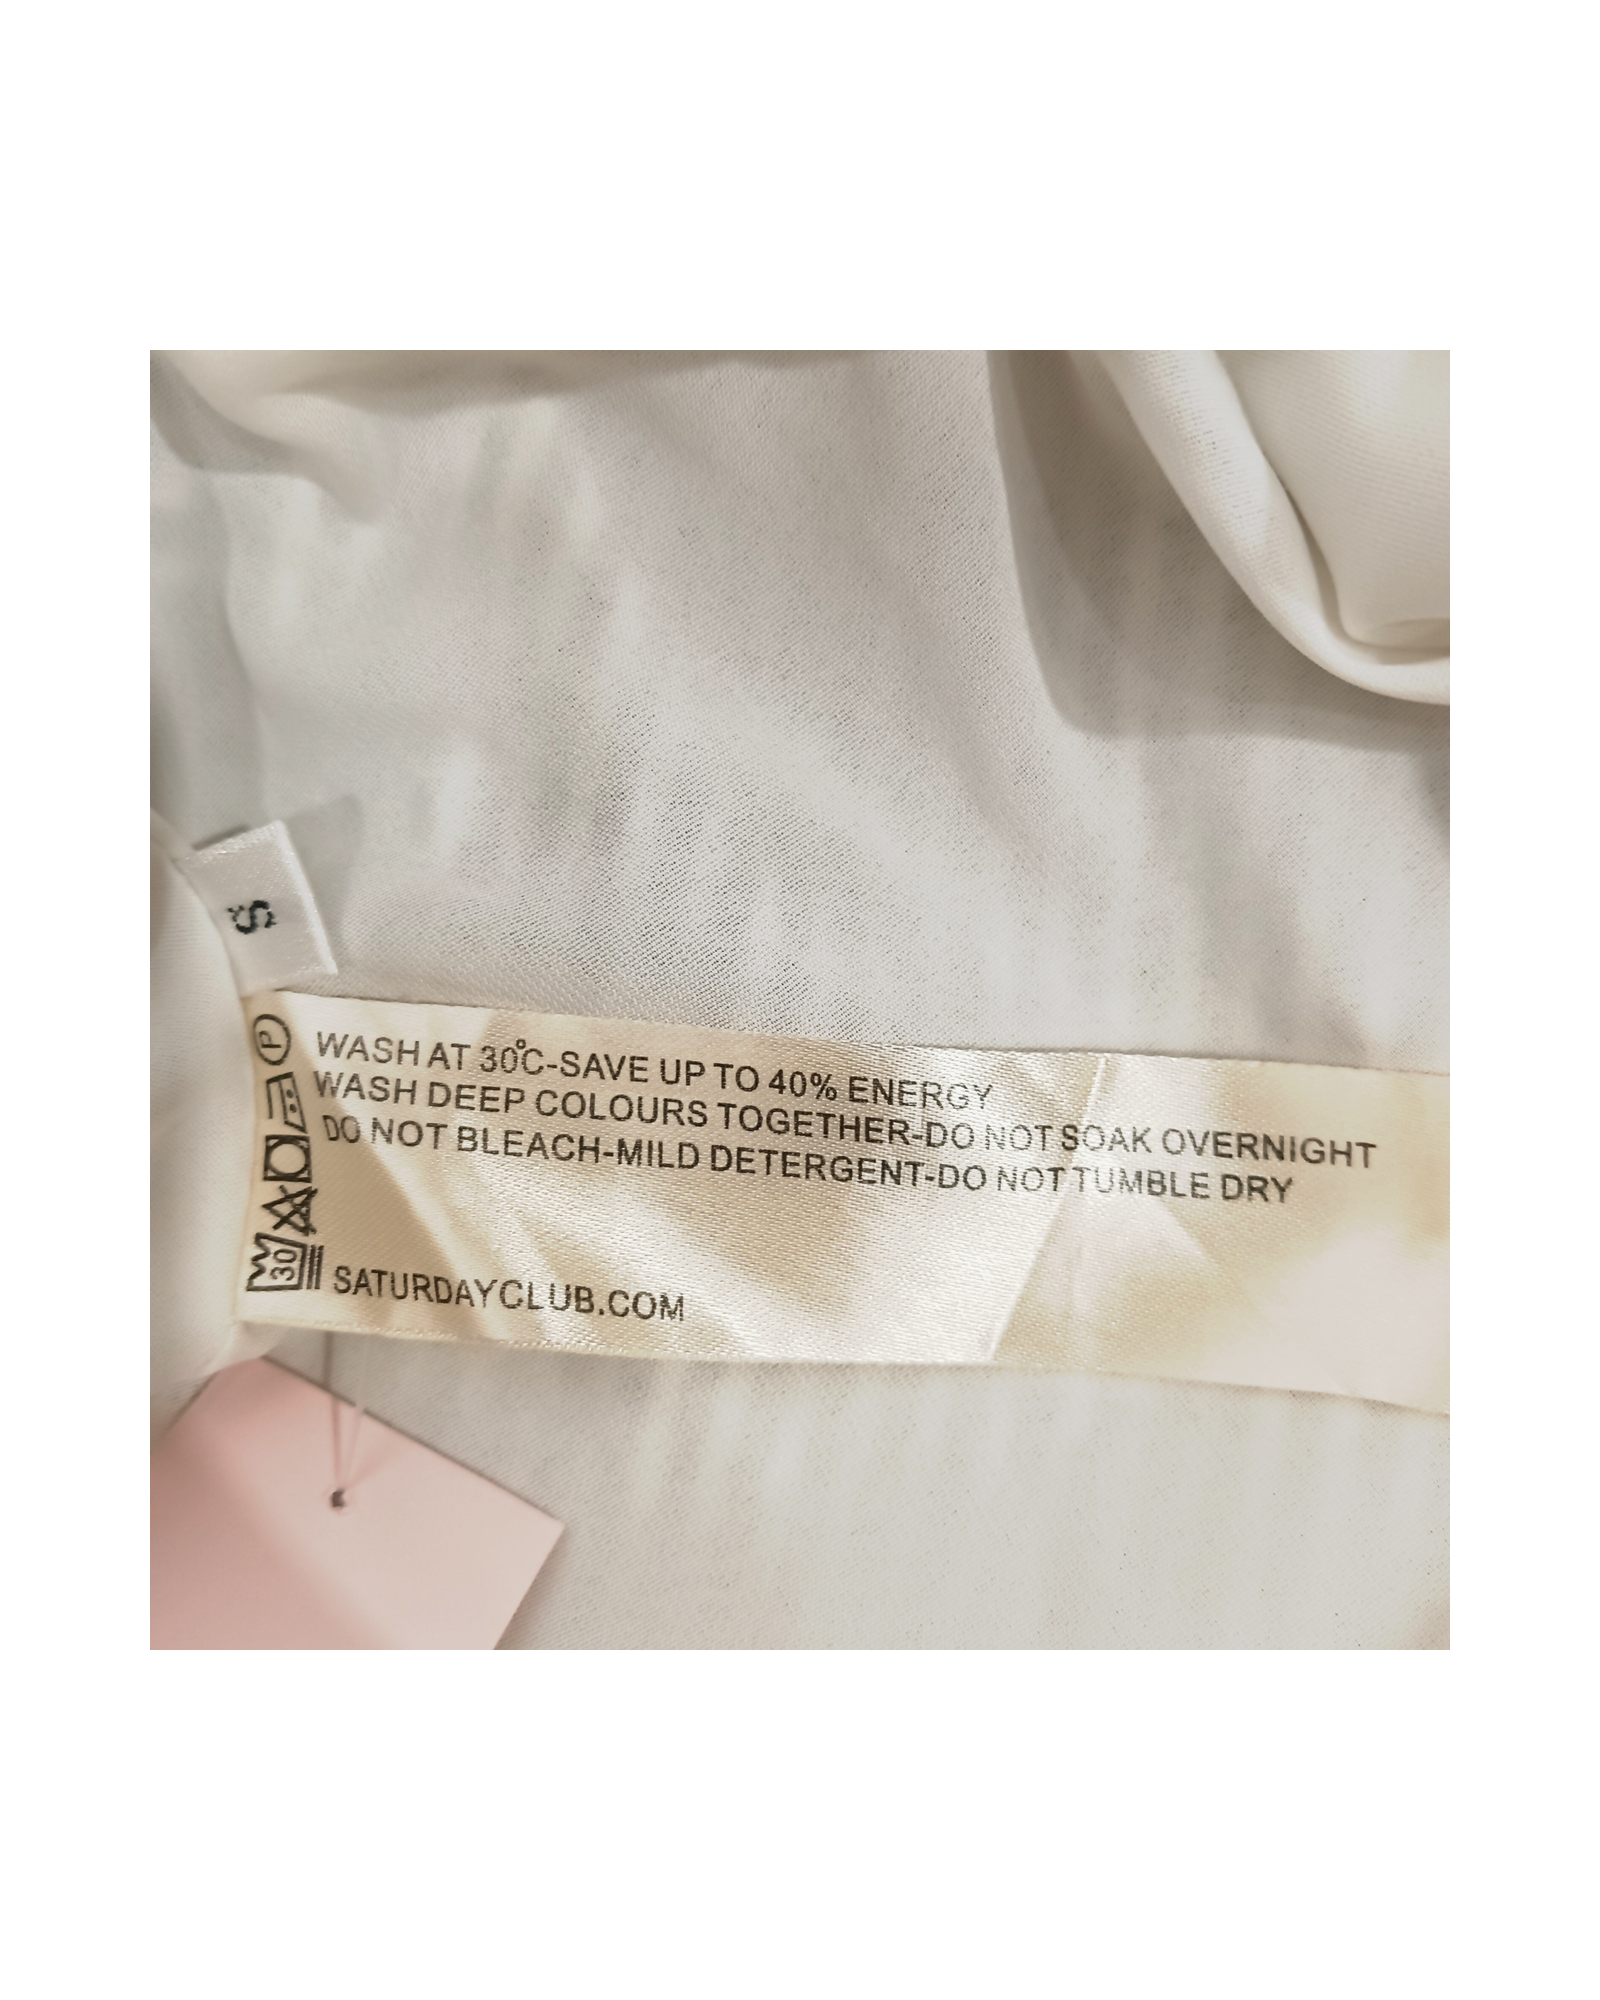 S
P
WASH AT 30°C-SAVE UP TO 40% ENERGY
WASH DEEP COLOURS TOGETHER-DO NOT SOAK OVERNIGHT
DO NOT BLEACH-MILD DETERGENT-DO NOT TUMBLE DRY
30
SATURDAYCLUB.COM